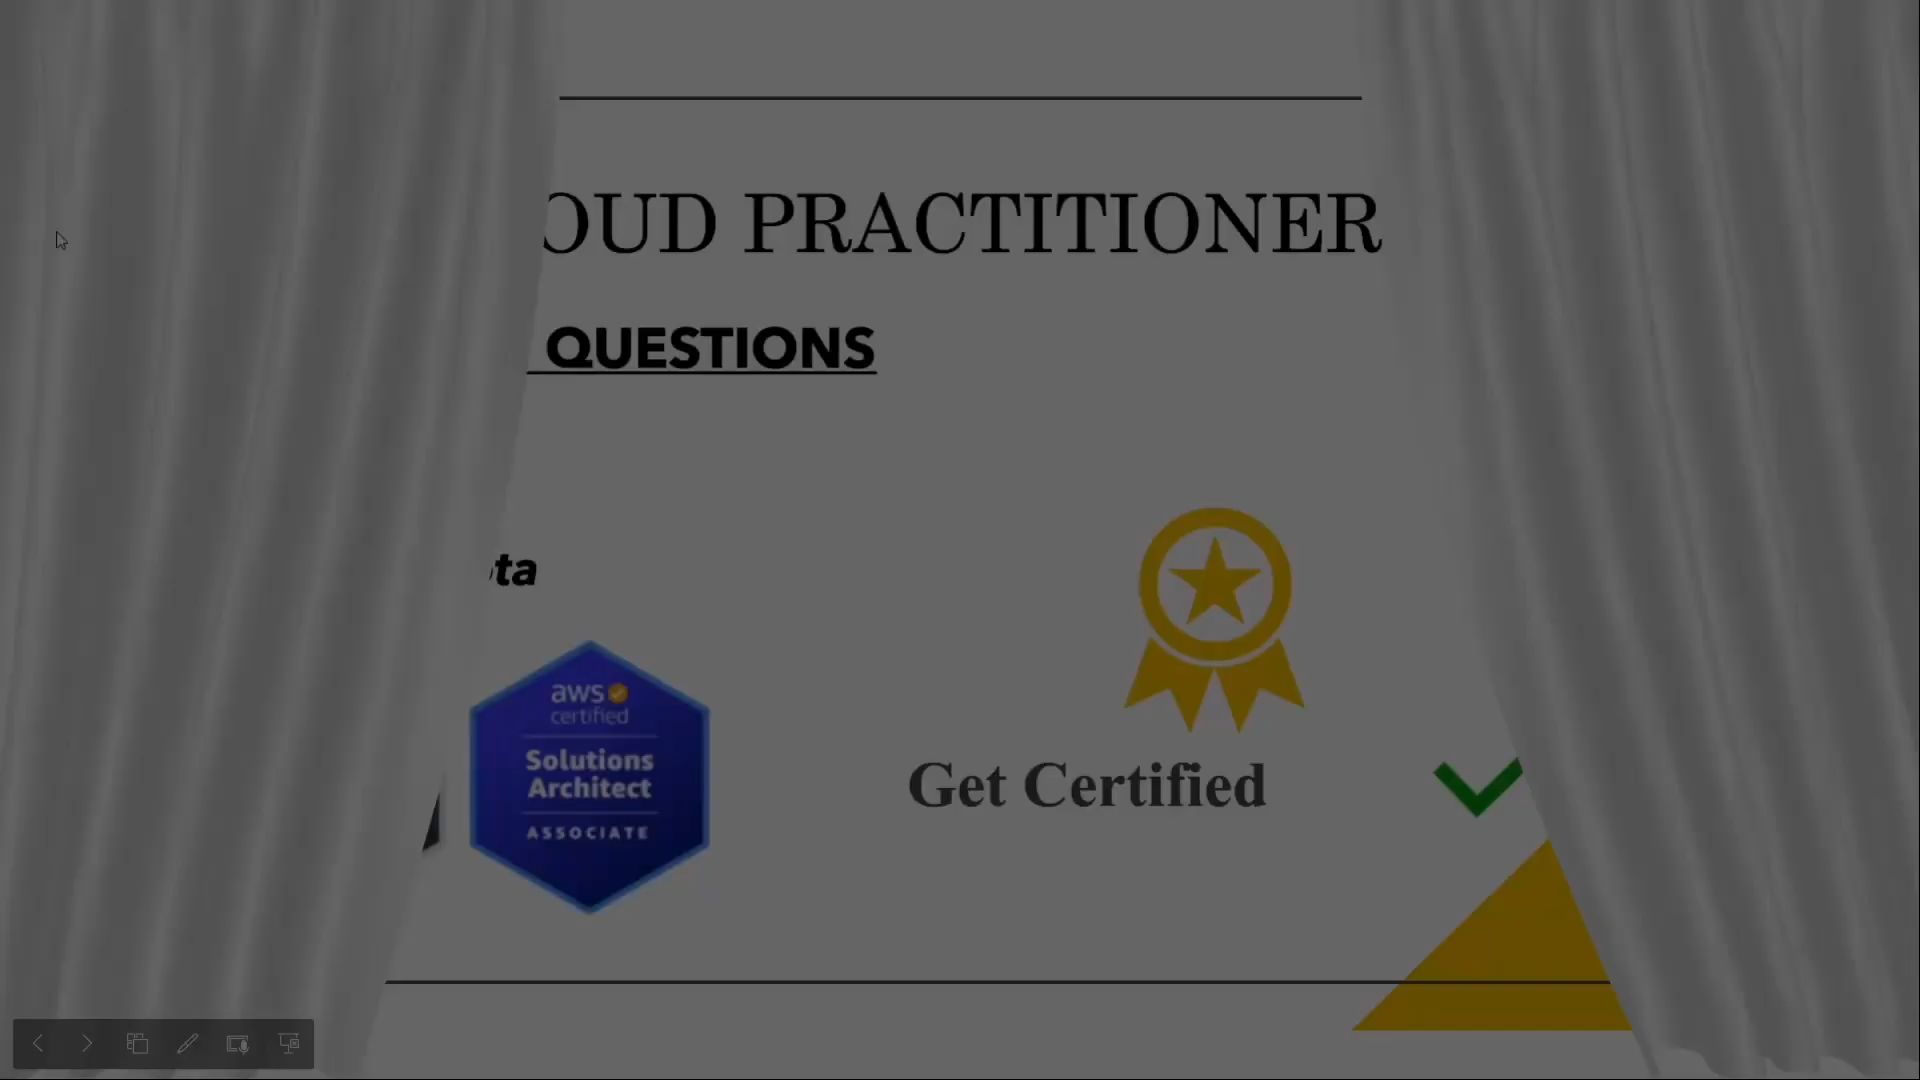 OUD PRACTITIONER
QUESTIONS
ta
aws
certified
Solutions
Architect
ASSOCIATE
Get Certified